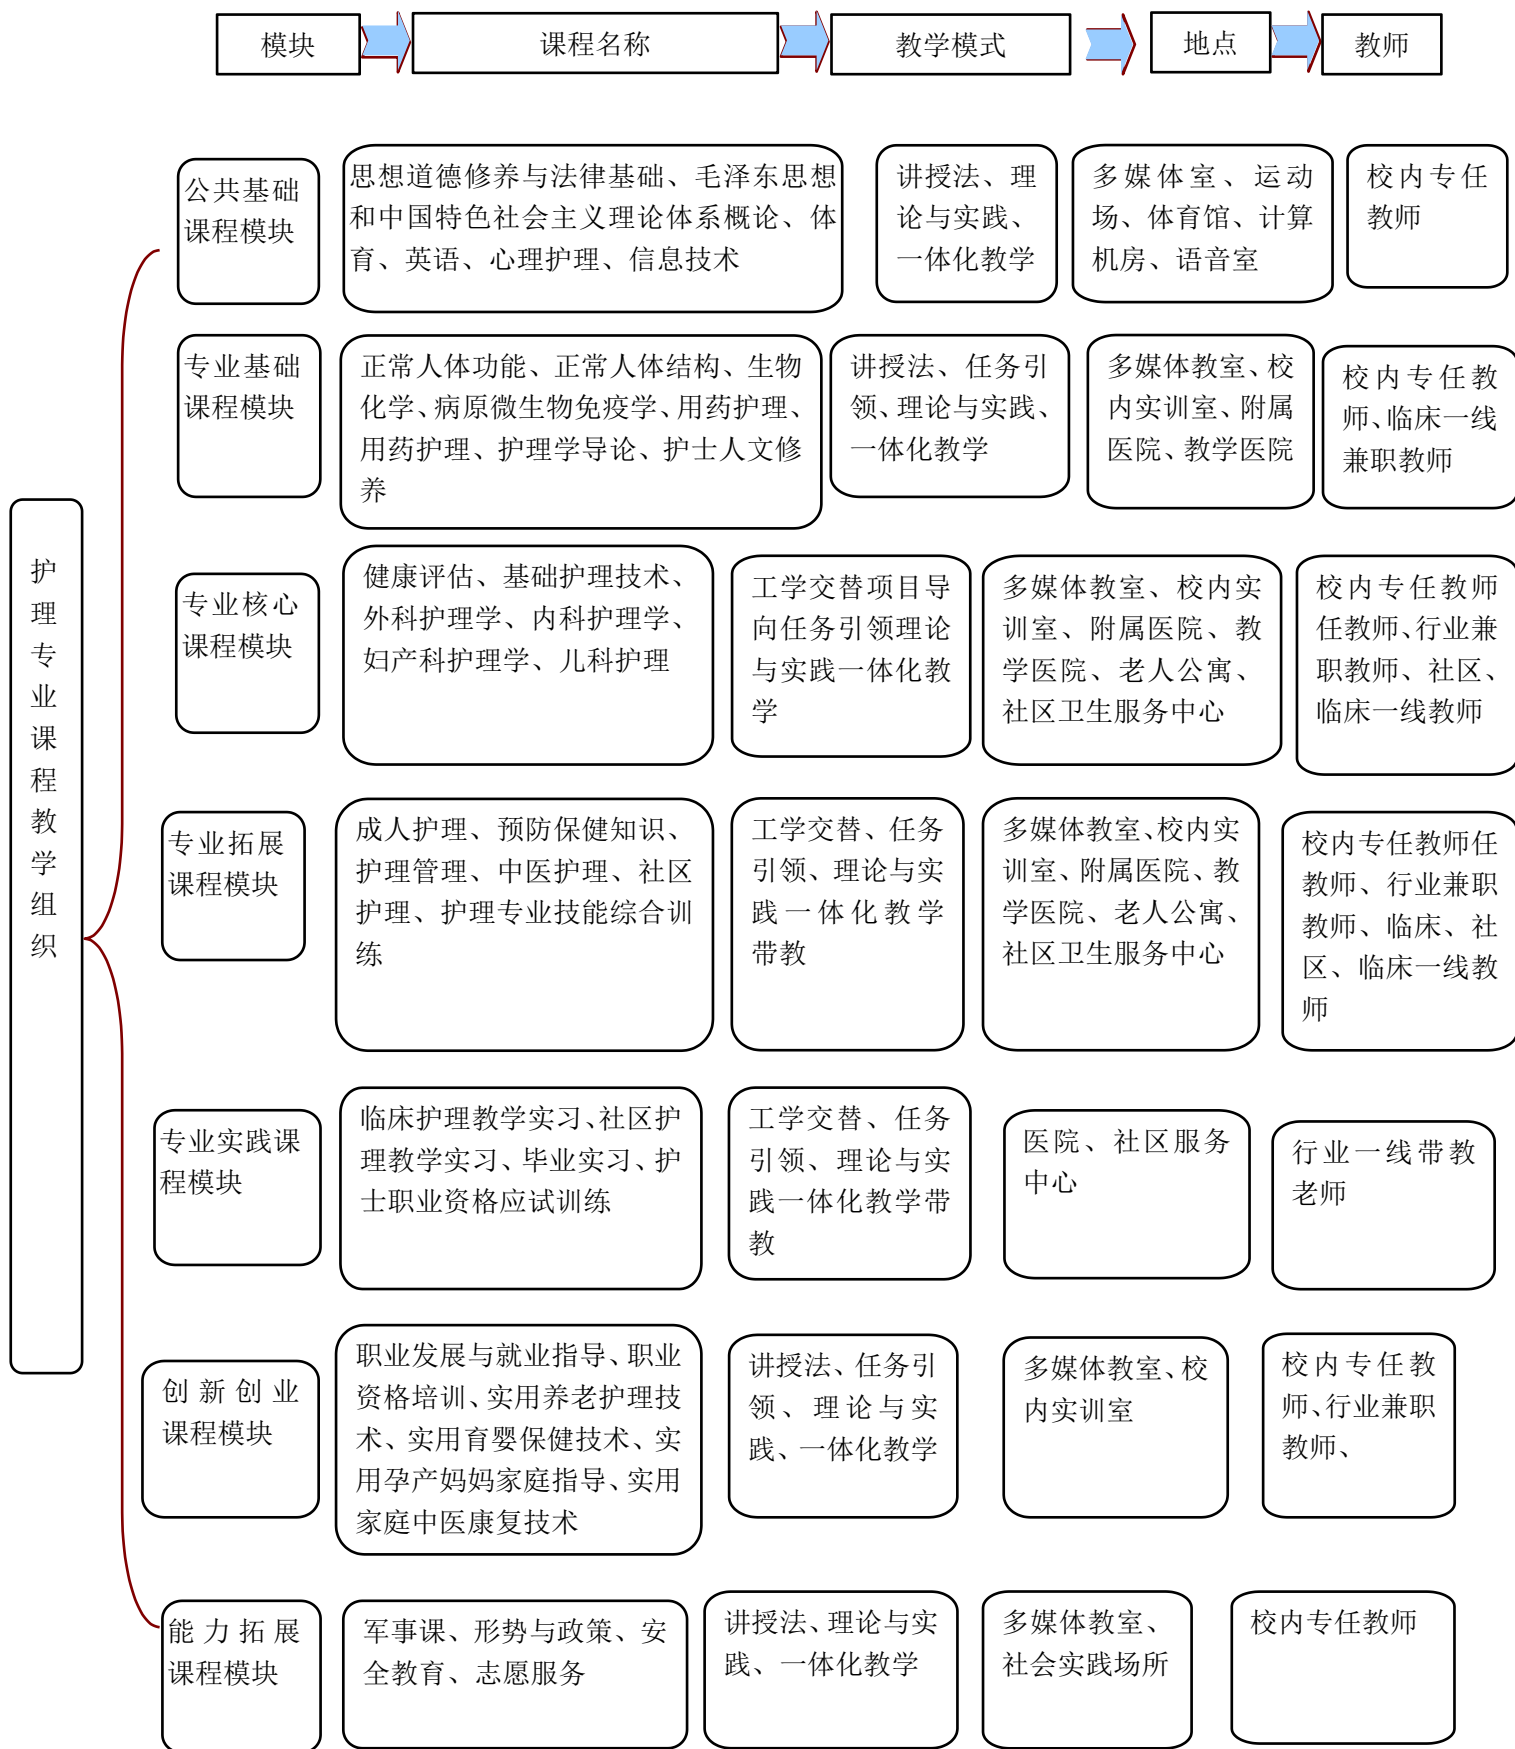 模块
课程名称
教学模式
地点
教师
护
理
专
业
课
程
教
学
组
织
公共基础
课程模块
思想道德修养与法律基础、毛泽东思想
和中国特色社会主义理论体系概论、体
育、英语、心理护理、信息技术
讲授法、理
论与实践、
一体化教学
多媒体室、运动
场、体育馆、计算
机房、语音室
校内专任
教师
专业基础
课程模块
正常人体功能、正常人体结构、生物
化学、病原微生物免疫学、用药护理、
用药护理、护理学导论、护士人文修
养
讲授法、任务引
领、理论与实践、
一体化教学
多媒体教室、校
内实训室、附属
医院、教学医院
校内专任教
师、临床一线
兼职教师
专业核心
课程模块
健康评估、基础护理技术、
外科护理学、内科护理学、
妇产科护理学、儿科护理
工学交替项目导
向任务引领理论
与实践一体化教
学
多媒体教室、校内实
训室、附属医院、教
学医院、老人公寓、
社区卫生服务中心
校内专任教师
任教师、行业兼
职教师、社区、
临床一线教师
专业拓展
课程模块
成人护理、预防保健知识、
护理管理、中医护理、社区
护理、护理专业技能综合训
练
工学交替、任务
引领、理论与实
践一体化教学
带教
多媒体教室、校内实
训室、附属医院、教
学医院、老人公寓、
社区卫生服务中心
校内专任教师任
教师、行业兼职
教师、临床、社
区、临床一线教
师
专业实践课
程模块
临床护理教学实习、社区护
理教学实习、毕业实习、护
士职业资格应试训练
工学交替、任务
引领、理论与实
践一体化教学带
教
医院、社区服务
中心
行业一线带教
老师
创新创业
课程模块
职业发展与就业指导、职业
资格培训、实用养老护理技
术、实用育婴保健技术、实
用孕产妈妈家庭指导、实用
家庭中医康复技术
讲授法、任务引
领、理论与实
践、一体化教学
多媒体教室、校
内实训室
校内专任教
师、行业兼职
教师、
能力拓展
课程模块
军事课、形势与政策、安
全教育、志愿服务
讲授法、理论与实
践、一体化教学
多媒体教室、
社会实践场所
校内专任教师